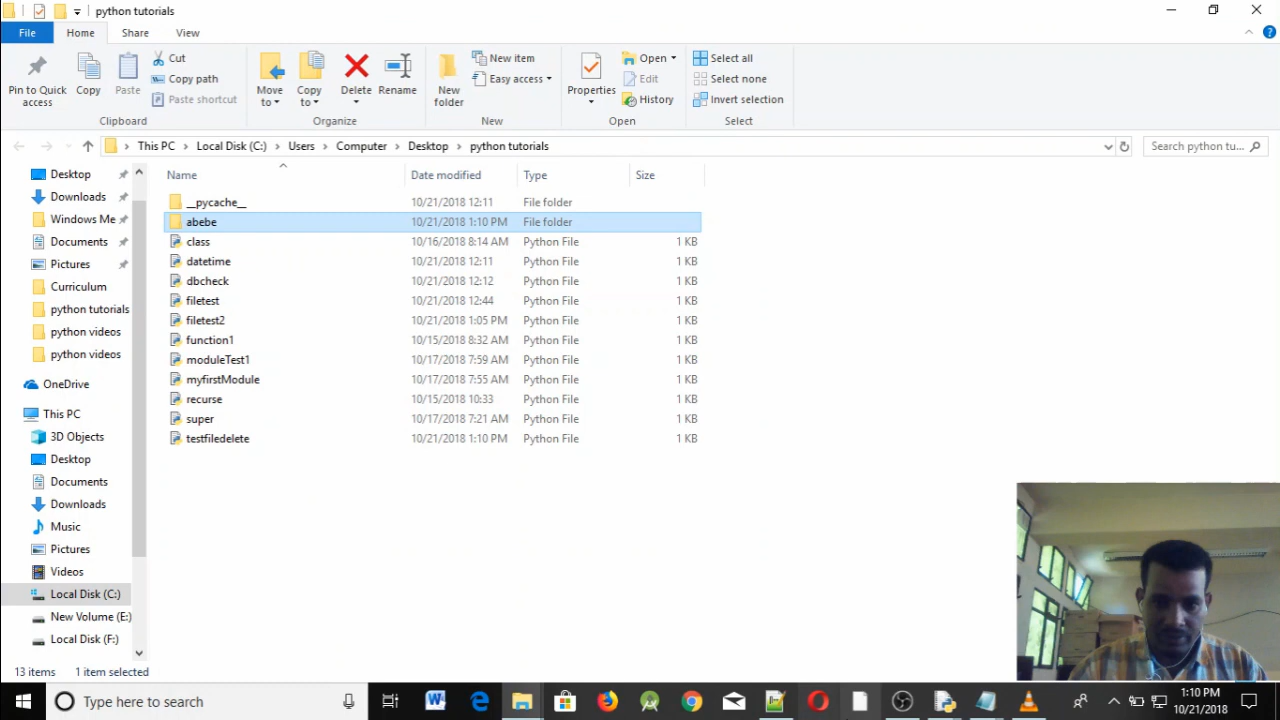 python tutorials
File Home Share View
Pin to Quick access
Copy
Paste
Cut
Copy path
Paste shortcut
Clipboard
Move to
Copy to
Delete
Rename
Organize
New folder
New item
Easy access
New
Properties
Open
Edit
History
Open
Select all
Select none
Invert selection
Select
This PC > Local Disk (C:) > Users > Computer > Desktop > python tutorials
Search python tu...
Desktop
Downloads
Windows Me
Documents
Pictures
Curriculum
python tutorials
python videos
python videos
OneDrive
This PC
3D Objects
Desktop
Documents
Downloads
Music
Pictures
Videos
Local Disk (C:)
New Volume (E:)
Local Disk (F:)
Name Date modified Type Size
__pycache__ 10/21/2018 12:11 File folder
abebe 10/21/2018 1:10 PM File folder
class 10/16/2018 8:14 AM Python File 1 KB
datetime 10/21/2018 12:11 Python File 1 KB
dbcheck 10/21/2018 12:12 Python File 1 KB
filetest 10/21/2018 12:44 Python File 1 KB
filetest2 10/21/2018 1:05 PM Python File 1 KB
function1 10/15/2018 8:32 AM Python File 1 KB
moduleTest1 10/17/2018 7:59 AM Python File 1 KB
myfirstModule 10/17/2018 7:55 AM Python File 1 KB
recurse 10/15/2018 10:33 Python File 1 KB
super 10/17/2018 7:21 AM Python File 1 KB
testfiledelete 10/21/2018 1:10 PM Python File 1 KB
13 items 1 item selected
Type here to search
1:10 PM
10/21/2018